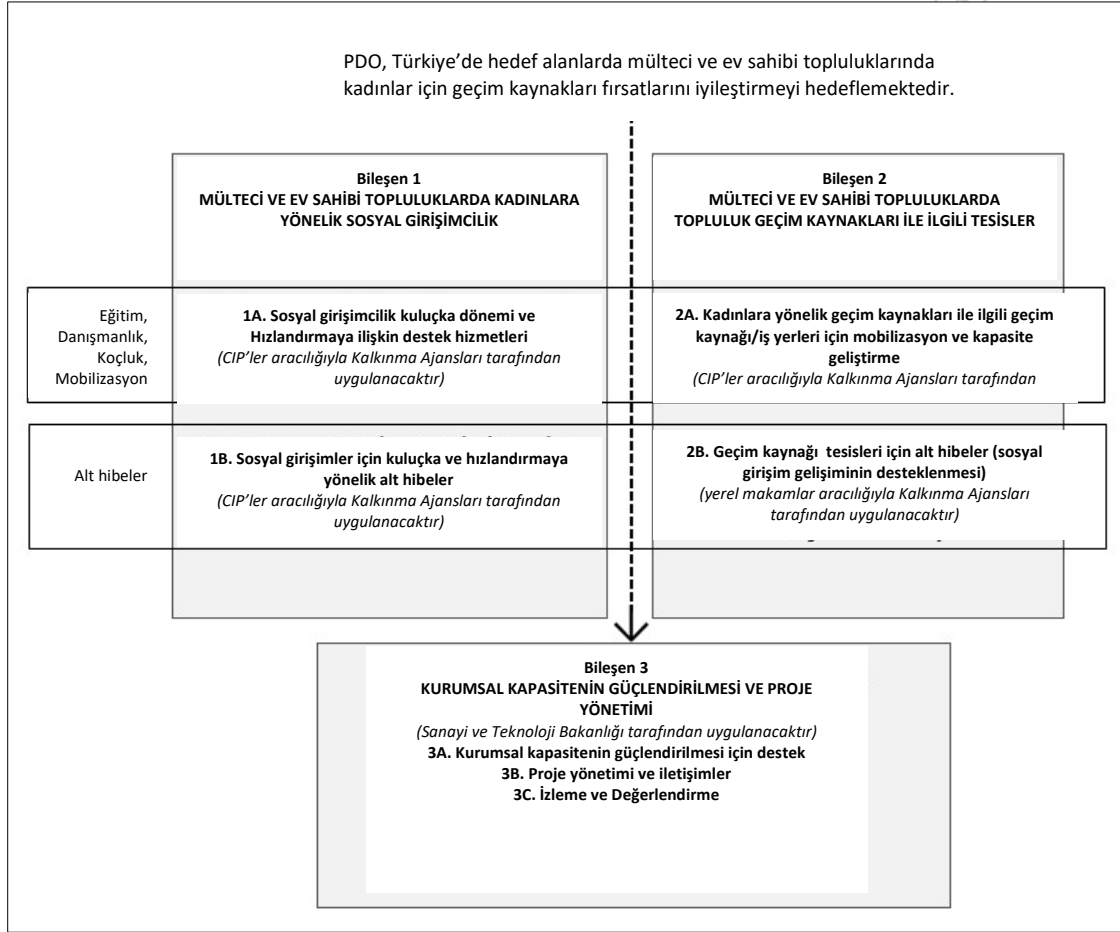 PDO, Türkiye’de hedef alanlarda mülteci ve ev sahibi topluluklarında
kadınlar için geçim kaynakları fırsatlarını iyileştirmeyi hedeflemektedir.
Bileşen 1
MÜLTECİ VE EV SAHİBİ TOPLULUKLARDA KADINLARA
YÖNELİK SOSYAL GİRİŞİMCİLİK
Bileşen 2
MÜLTECİ VE EV SAHİBİ TOPLULUKLARDA
TOPLULUK GEÇİM KAYNAKLARI İLE İLGİLİ TESİSLER
Eğitim,
Danışmanlık,
Koçluk,
Mobilizasyon
1A. Sosyal girişimcilik kuluçka dönemi ve
Hızlandırmaya ilişkin destek hizmetleri
(CIP’ler aracılığıyla Kalkınma Ajansları tarafından
uygulanacaktır)
2A. Kadınlara yönelik geçim kaynakları ile ilgili geçim
kaynağı/iş yerleri için mobilizasyon ve kapasite
geliştirme
(CIP’ler aracılığıyla Kalkınma Ajansları tarafından
Alt hibeler
1B. Sosyal girişimler için kuluçka ve hızlandırmaya
yönelik alt hibeler
(CIP’ler aracılığıyla Kalkınma Ajansları tarafından
uygulanacaktır)
2B. Geçim kaynağı tesisleri için alt hibeler (sosyal
girişim gelişiminin desteklenmesi)
(yerel makamlar aracılığıyla Kalkınma Ajansları
tarafından uygulanacaktır)
Bileşen 3
KURUMSAL KAPASİTENİN GÜÇLENDİRİLMESİ VE PROJE
YÖNETİMİ
(Sanayi ve Teknoloji Bakanlığı tarafından uygulanacaktır)
3A. Kurumsal kapasitenin güçlendirilmesi için destek
3B. Proje yönetimi ve iletişimler
3C. İzleme ve Değerlendirme